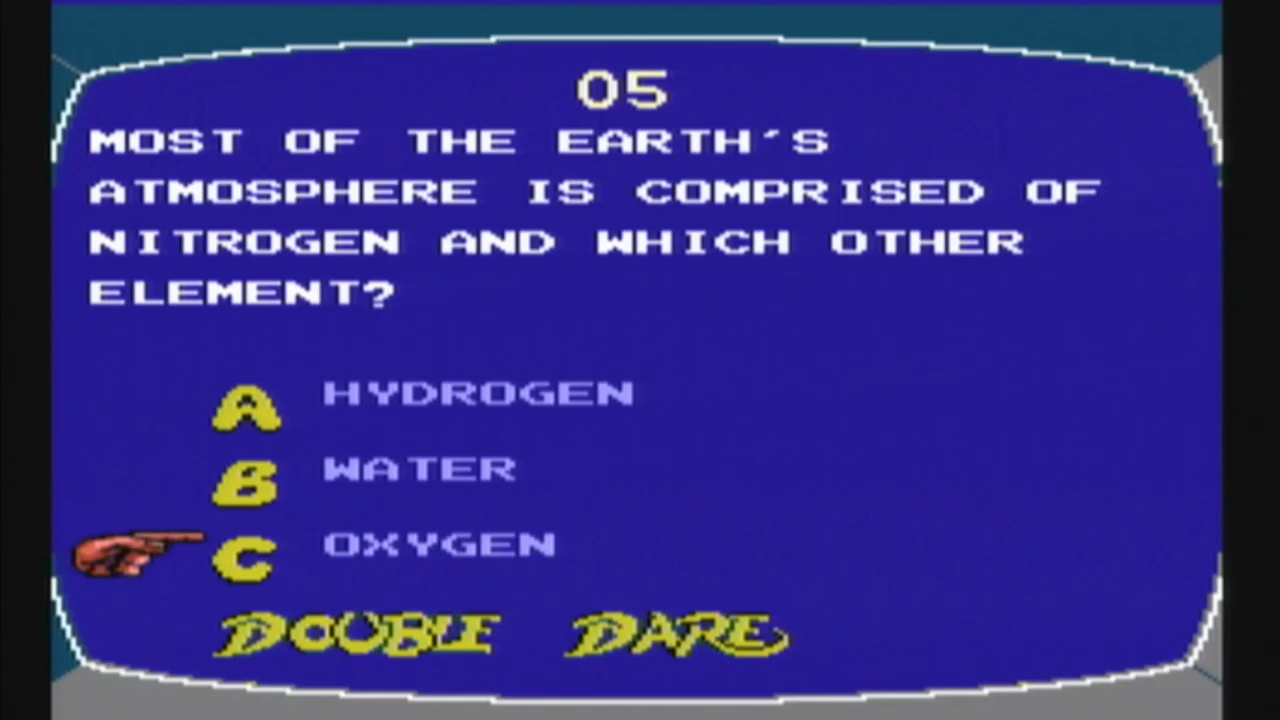 05
MOST OF THE EARTH'S
ATMOSPHERE IS COMPRISED OF
NITROGEN AND WHICH OTHER
ELEMENT?
A HYDROGEN
B WATER
C OXYGEN
DOUBLE DARE